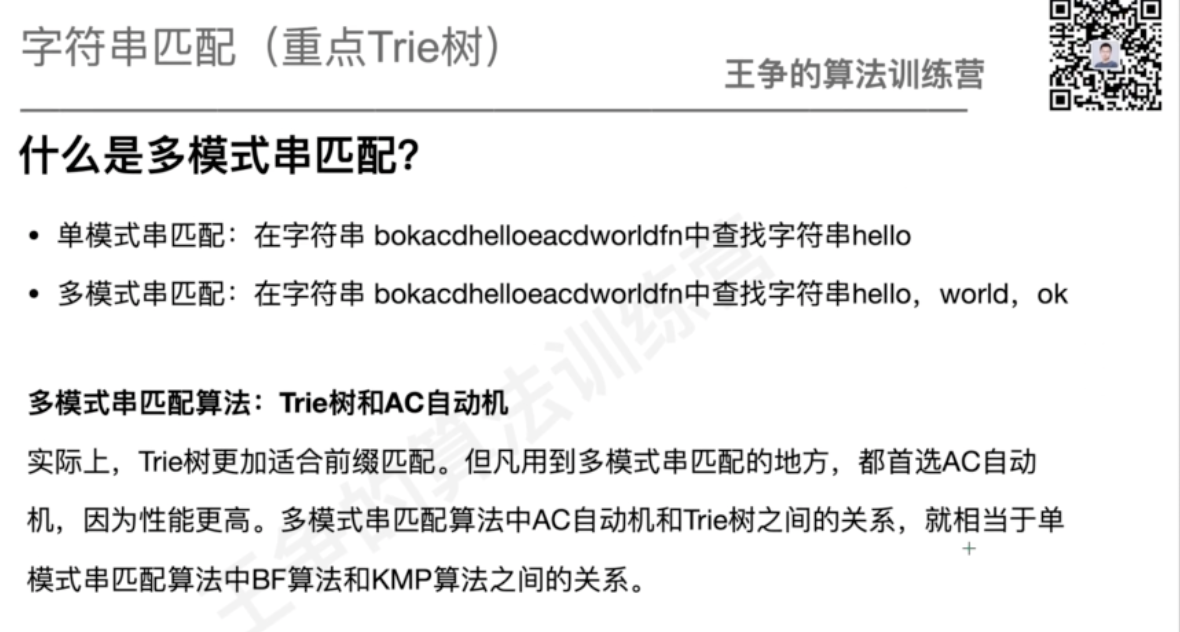 字符串匹配（重点Trie树）
王争的算法训练营
什么是多模式串匹配?
• 单模式串匹配：在字符串 bokacdhelloeacdworldfn中查找字符串hello
• 多模式串匹配：在字符串 bokacdhelloeacdworldfn中查找字符串hello，world，ok
多模式串匹配算法：Trie树和AC自动机
实际上，Trie树更加适合前缀匹配。但凡用到多模式串匹配的地方，都首选AC自动
机，因为性能更高。多模式串匹配算法中AC自动机和Trie树之间的关系，就相当于单
模式串匹配算法中BF算法和KMP算法之间的关系。
王争的算法训练营